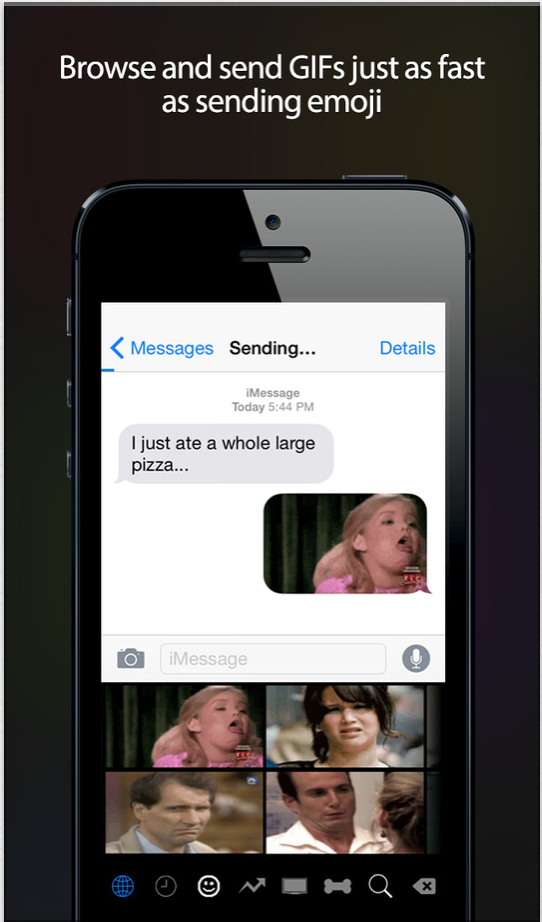 Browse and send GIFs just as fast
as sending emoji
Messages
Sending...
Details
iMessage
Today 5:44 PM
I just ate a whole large
pizza...
iMessage